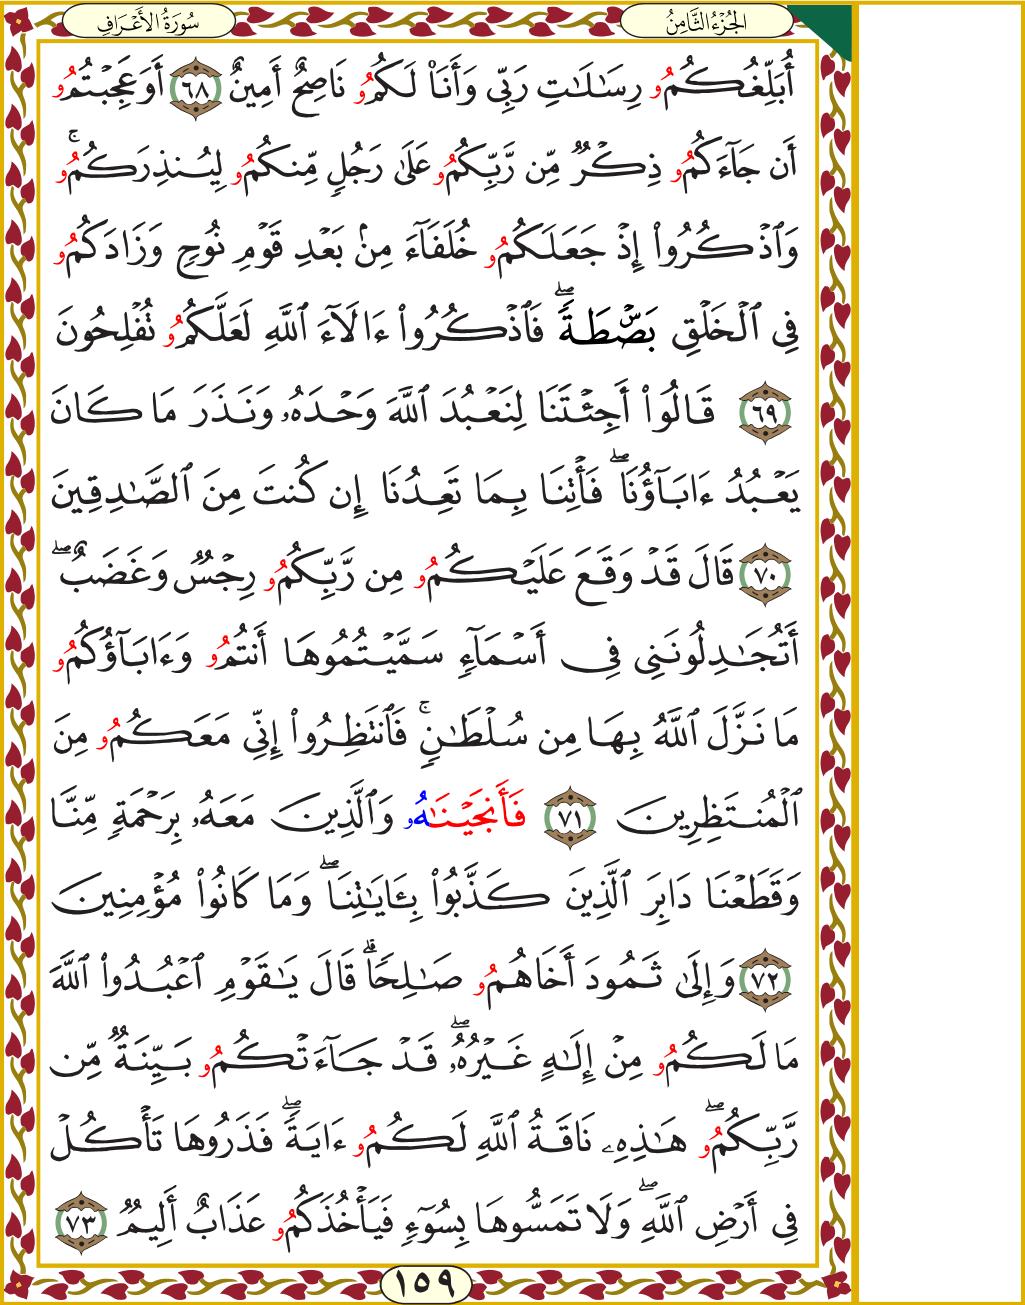 سُورَةُ الأَعْرَافِ
الجُزْءُ الثَّامِنُ
أُبَلِّغُكُمُۥ رِسَٰلَٰتِ رَبِّي وَأَنَا۠ لَكُمُۥ نَاصِحٌ أَمِينٌ ٦٨ أَوَعَجِبْتُمُۥ
أَن جَآءَكُمُۥ ذِكْرٌ مِّن رَّبِّكُمُۥ عَلَىٰ رَجُلٍ مِّنكُمُۥ لِيُنذِرَكُمُۥۚ
وَٱذْكُرُوا۟ إِذْ جَعَلَكُمُۥ خُلَفَآءَ مِنۢ بَعْدِ قَوْمِ نُوحٍ وَزَادَكُمُۥ
فِي ٱلْخَلْقِ بَصْۜطَةًۖ فَٱذْكُرُوا۟ ءَالَآءَ ٱللَّهِ لَعَلَّكُمُۥ تُفْلِحُونَ
٦٩ قَالُوٓا۟ أَجِئْتَنَا لِنَعْبُدَ ٱللَّهَ وَحْدَهُۥ وَنَذَرَ مَا كَانَ
يَعْبُدُ ءَابَآؤُنَاۖ فَأْتِنَا بِمَا تَعِدُنَا إِن كُنتَ مِنَ ٱلصَّٰدِقِينَ
٧٠ قَالَ قَدْ وَقَعَ عَلَيْكُمُۥ مِن رَّبِّكُمُۥ رِجْسٌ وَغَضَبٌۖ
أَتُجَٰدِلُونَنِي فِي أَسْمَآءٍ سَمَّيْتُمُوهَا أَنتُمُۥ وَءَابَآؤُكُمُۥ
مَا نَزَّلَ ٱللَّهُ بِهَا مِن سُلْطَٰنٍۚ فَٱنتَظِرُوا۟ إِنِّي مَعَكُمُۥ مِنَ
ٱلْمُنتَظِرِينَ ٧١ فَأَنجَيْنَٰهُۥ وَٱلَّذِينَ مَعَهُۥ بِرَحْمَةٍ مِّنَّا
وَقَطَعْنَا دَابِرَ ٱلَّذِينَ كَذَّبُوا۟ بِـَٔايَٰتِنَاۖ وَمَا كَانُوا۟ مُؤْمِنِينَ
٧٢ وَإِلَىٰ ثَمُودَ أَخَاهُمُۥ صَٰلِحًاۗ قَالَ يَٰقَوْمِ ٱعْبُدُوا۟ ٱللَّهَ
مَا لَكُمُۥ مِنْ إِلَٰهٍ غَيْرُهُۥۖ قَدْ جَآءَتْكُمُۥ بَيِّنَةٌ مِّن
رَّبِّكُمُۥۖ هَٰذِهِۦ نَاقَةُ ٱللَّهِ لَكُمُۥ ءَايَةًۖ فَذَرُوهَا تَأْكُلْ
فِي أَرْضِ ٱللَّهِۖ وَلَا تَمَسُّوهَا بِسُوٓءٍ فَيَأْخُذَكُمُۥ عَذَابٌ أَلِيمٌ ٧٣
١٥٩